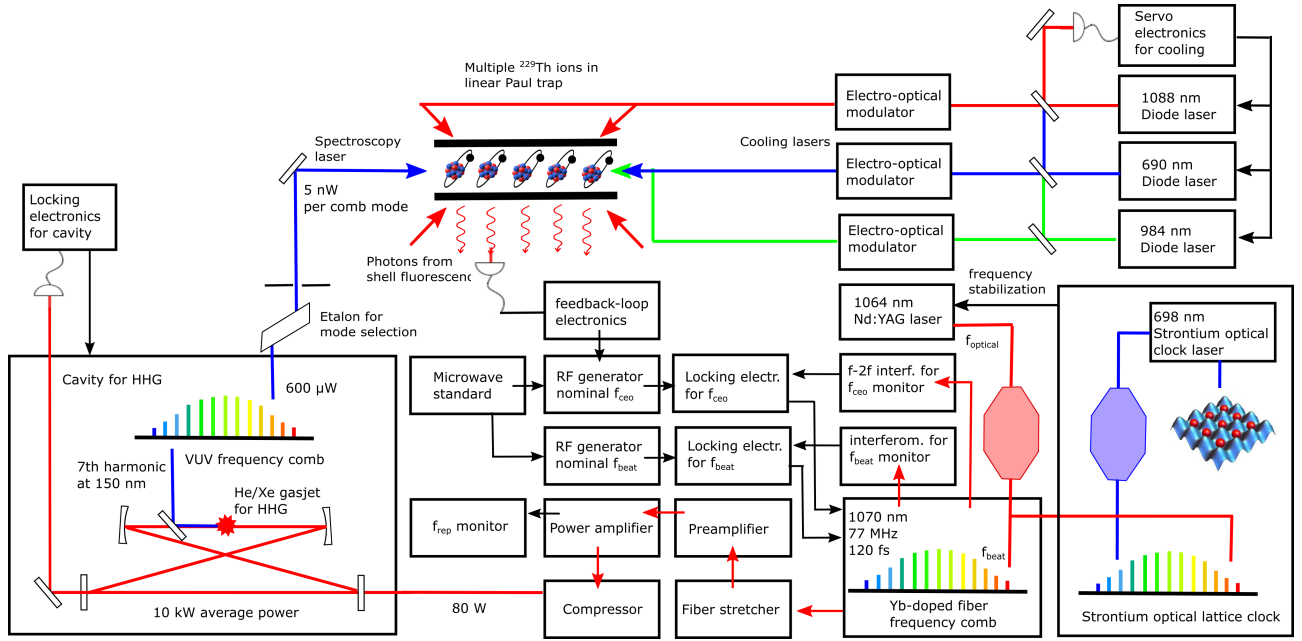 Servo
electronics
for cooling
Multiple ²²⁹Th ions in
linear Paul trap
Electro-optical
modulator
1088 nm
Diode laser
Spectroscopy
laser
Cooling lasers
Electro-optical
modulator
690 nm
Diode laser
5 nW
per comb mode
Locking
electronics
for cavity
Electro-optical
modulator
984 nm
Diode laser
Photons from
shell fluorescenc
frequency
stabilization
Etalon for
mode selection
feedback-loop
electronics
1064 nm
Nd:YAG laser
f_optical
698 nm
Strontium optical
clock laser
Cavity for HHG
600 µW
Microwave
standard
RF generator
nominal f_ceo
Locking electr.
for f_ceo
f-2f interf. for
f_ceo monitor
VUV frequency comb
RF generator
nominal f_beat
Locking electr.
for f_beat
interferom. for
f_beat monitor
7th harmonic
at 150 nm
He/Xe gasjet
for HHG
f_rep monitor
Power amplifier
Preamplifier
1070 nm
77 MHz
120 fs
f_beat
10 kW average power
80 W
Compressor
Fiber stretcher
Yb-doped fiber
frequency comb
Strontium optical lattice clock